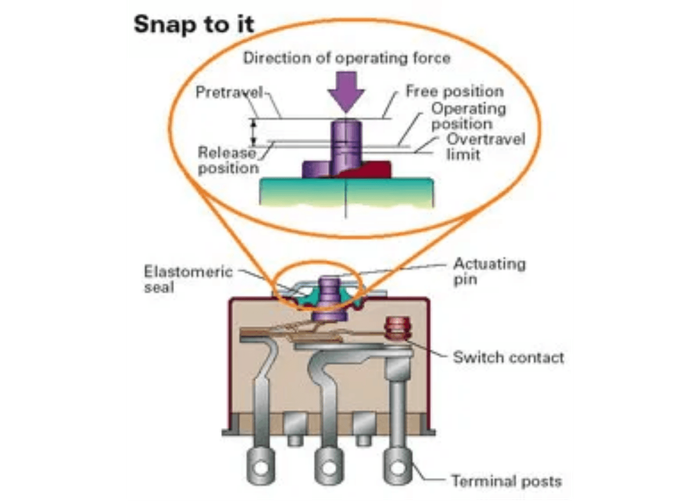 Snap to it
Direction of operating force
Pretravel
Free position
Operating
position
Overtravel
limit
Release
position
Elastomeric
seal
Actuating
pin
Switch contact
Terminal posts